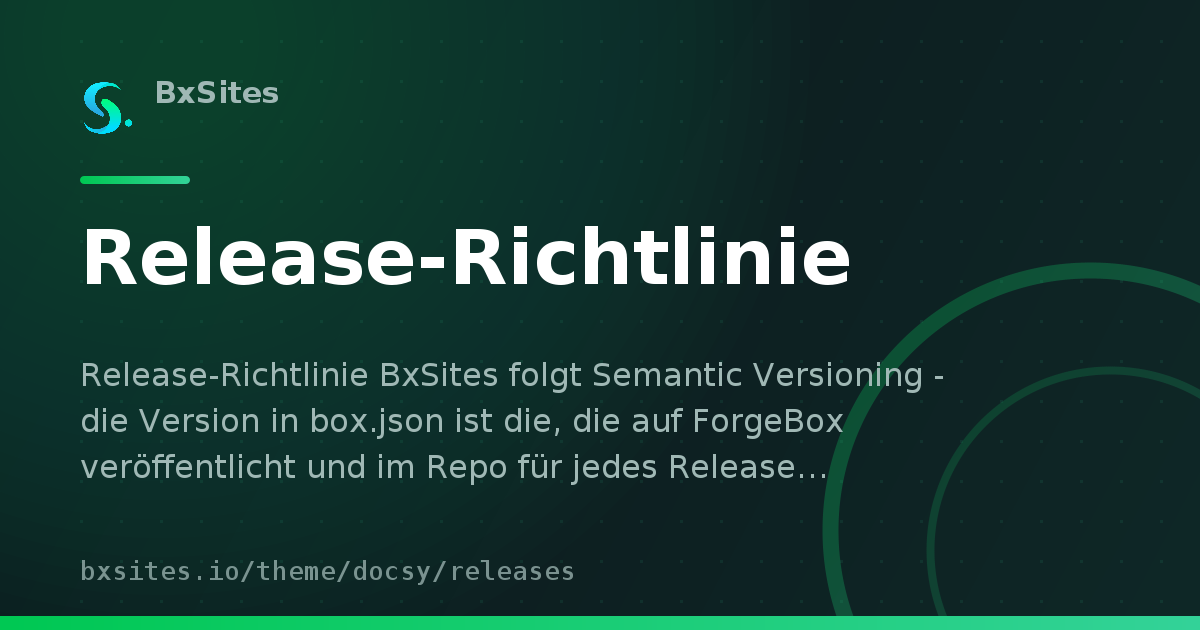 BxSites
Release-Richtlinie
Release-Richtlinie BxSites folgt Semantic Versioning -
die Version in box.json ist die, die auf ForgeBox
veröffentlicht und im Repo für jedes Release...
bxsites.io/theme/docsy/releases